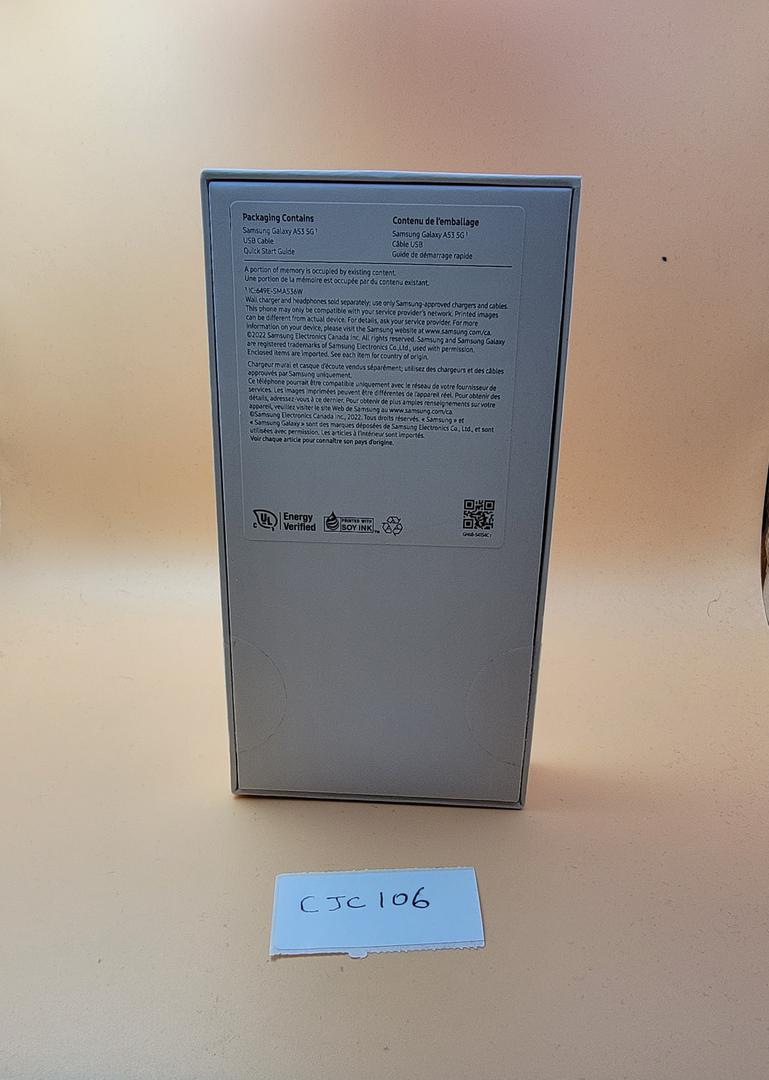 Packaging Contains
Samsung Galaxy A53 5G¹
USB Cable
Quick Start Guide
Contenu de l'emballage
Samsung Galaxy A53 5G¹
Câble USB
Guide de démarrage rapide
A portion of memory is occupied by existing content.
Une portion de la mémoire est occupée par du contenu existant.
¹ IC:649E-SMA536W
Wall charger and headphones sold separately; use only Samsung-approved chargers and cables.
This phone may only be compatible with your service provider's network. Printed images
can be different from actual device. For details, ask your service provider. For more
information on your device, please visit the Samsung website at www.samsung.com/ca.
©2022 Samsung Electronics Canada Inc. All rights reserved. Samsung and Samsung Galaxy
are registered trademarks of Samsung Electronics Co.,Ltd., used with permission.
Enclosed items are imported. See each item for country of origin.
Chargeur mural et casque d'écoute vendus séparément; utilisez des chargeurs et des câbles
approuvés par Samsung uniquement.
Ce téléphone pourrait être compatible uniquement avec le réseau de votre fournisseur de
services. Les images imprimées peuvent être différentes de l'appareil réel. Pour obtenir des
détails, adressez-vous à ce dernier. Pour obtenir de plus amples renseignements sur votre
appareil, veuillez visiter le site Web de Samsung au www.samsung.com/ca.
©Samsung Electronics Canada Inc., 2022. Tous droits réservés. « Samsung » et
« Samsung Galaxy » sont des marques déposées de Samsung Electronics Co., Ltd., et sont
utilisées avec permission. Les articles à l'intérieur sont importés.
Voir chaque article pour connaître son pays d'origine.
C UL Energy
Verified
PRINTED WITH
SOY INK™
CJC106